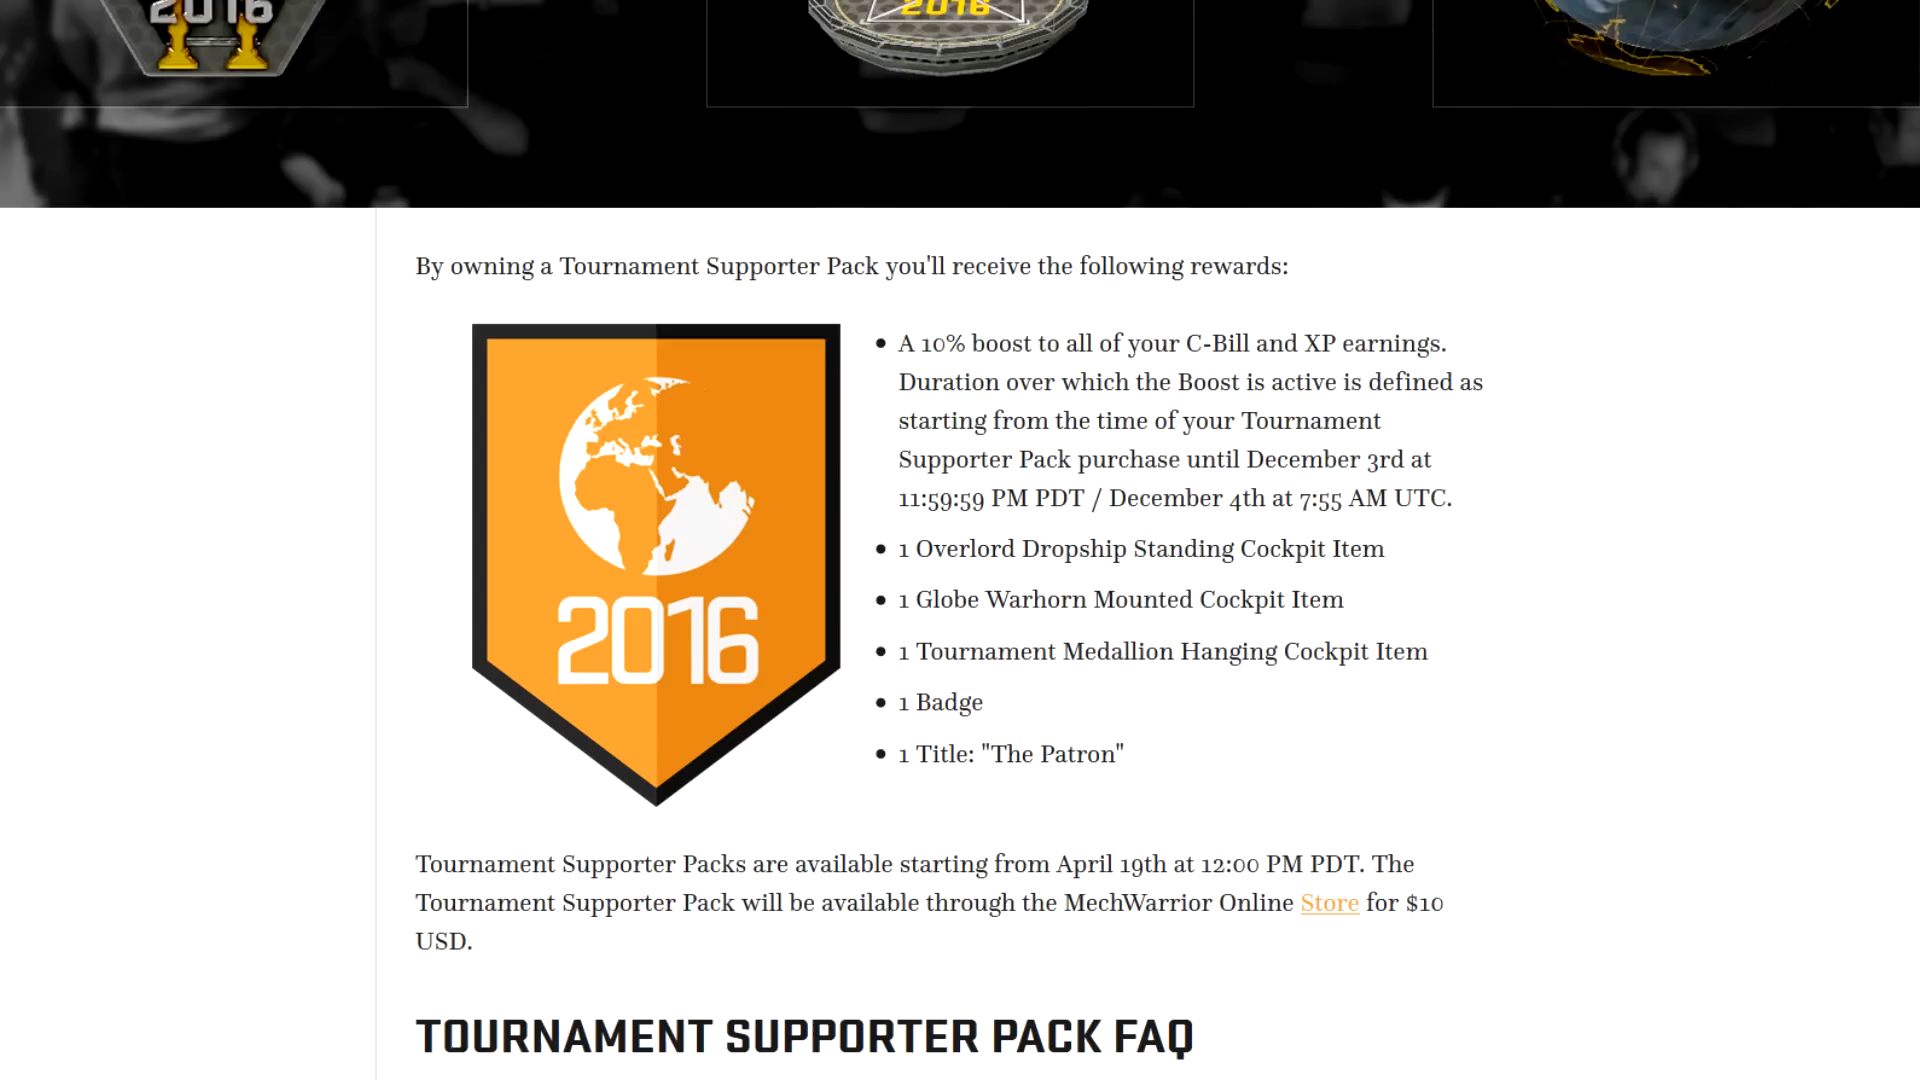 2016
2016
By owning a Tournament Supporter Pack you'll receive the following rewards:
2016
A 10% boost to all of your C-Bill and XP earnings.
Duration over which the Boost is active is defined as
starting from the time of your Tournament
Supporter Pack purchase until December 3rd at
11:59:59 PM PDT / December 4th at 7:55 AM UTC.
1 Overlord Dropship Standing Cockpit Item
1 Globe Warhorn Mounted Cockpit Item
1 Tournament Medallion Hanging Cockpit Item
1 Badge
1 Title: "The Patron"
Tournament Supporter Packs are available starting from April 19th at 12:00 PM PDT. The
Tournament Supporter Pack will be available through the MechWarrior Online Store for $10
USD.
TOURNAMENT SUPPORTER PACK FAQ